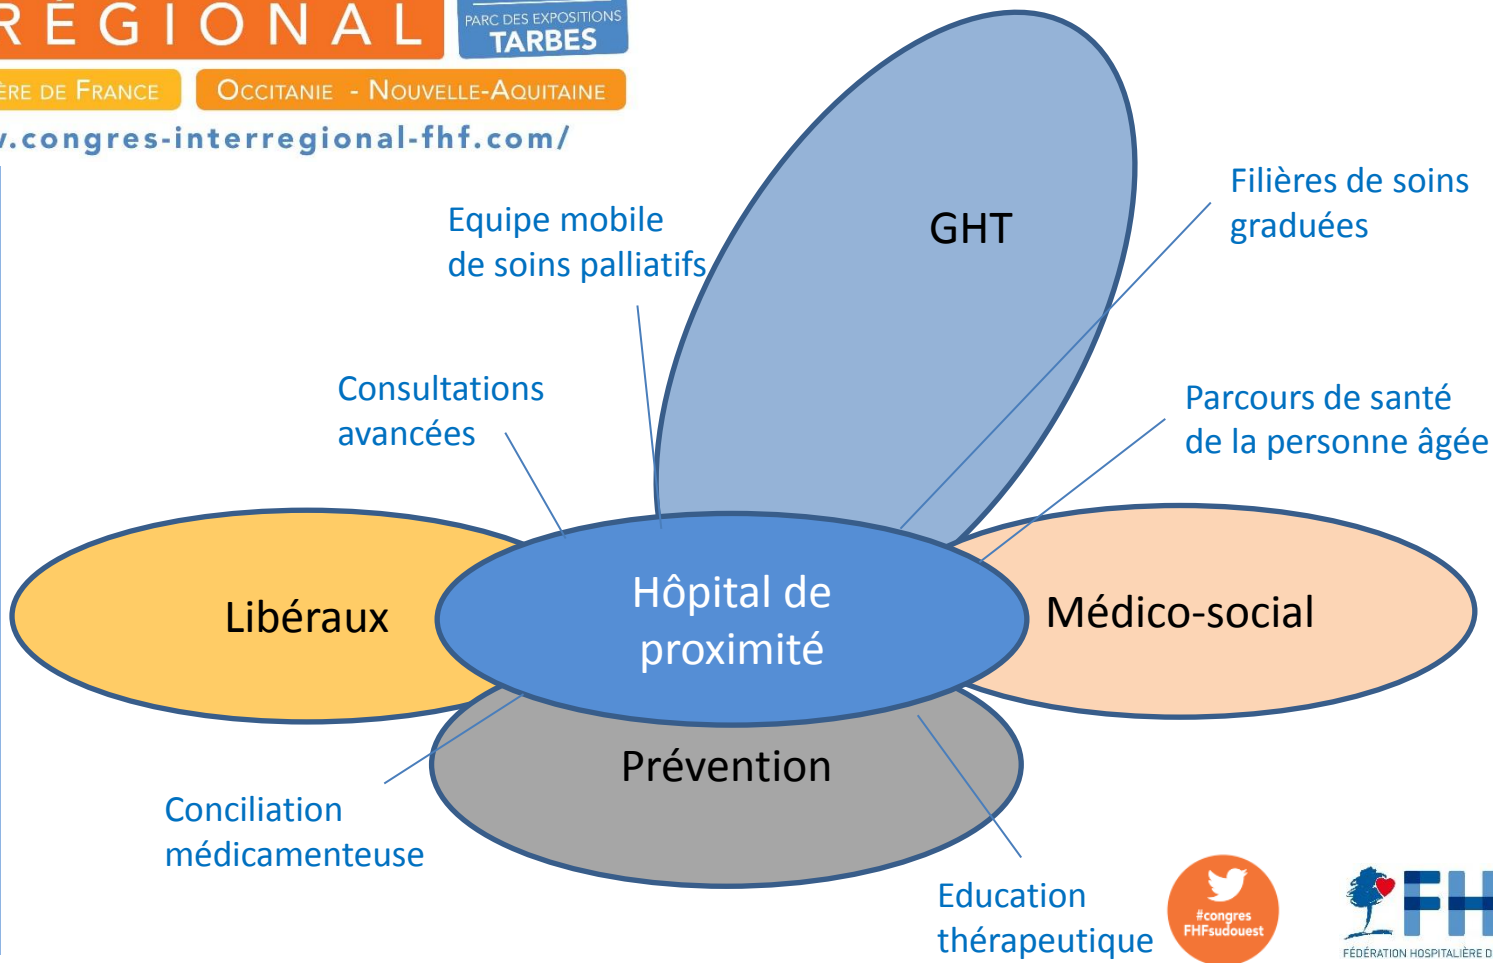 RÉGIONAL
PARC DES EXPOSITIONS
TARBES
ÈRE DE FRANCE
OCCITANIE - NOUVELLE-AQUITAINE
.congres-interregional-fhf.com/
Equipe mobile
de soins palliatifs
GHT
Filières de soins
graduées
Consultations
avancées
Parcours de santé
de la personne âgée
Libéraux
Hôpital de
proximité
Médico-social
Prévention
Conciliation
médicamenteuse
Education
thérapeutique
#congres
FHFsudouest
FH
FÉDÉRATION HOSPITALIÈRE D